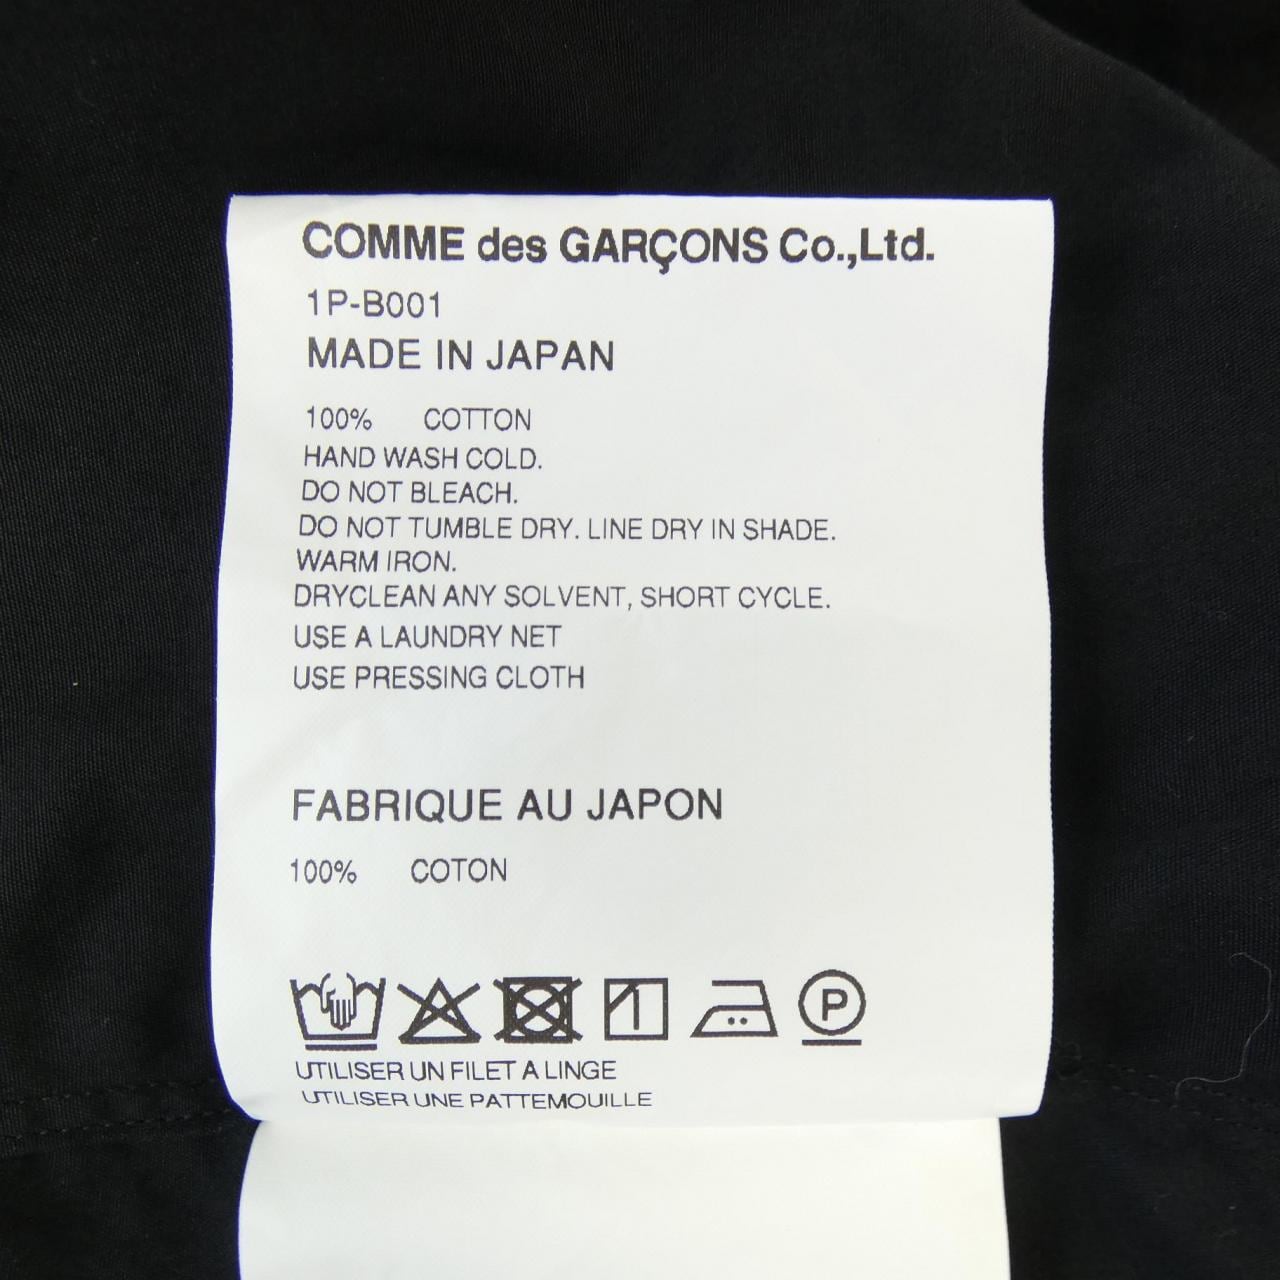 COMME des GARÇONS Co.,Ltd.
1P-B001
MADE IN JAPAN
100% COTTON
HAND WASH COLD.
DO NOT BLEACH.
DO NOT TUMBLE DRY. LINE DRY IN SHADE.
WARM IRON.
DRYCLEAN ANY SOLVENT, SHORT CYCLE.
USE A LAUNDRY NET
USE PRESSING CLOTH
FABRIQUE AU JAPON
100% COTON
P
UTILISER UN FILET A LINGE
UTILISER UNE PATTEMOUILLE